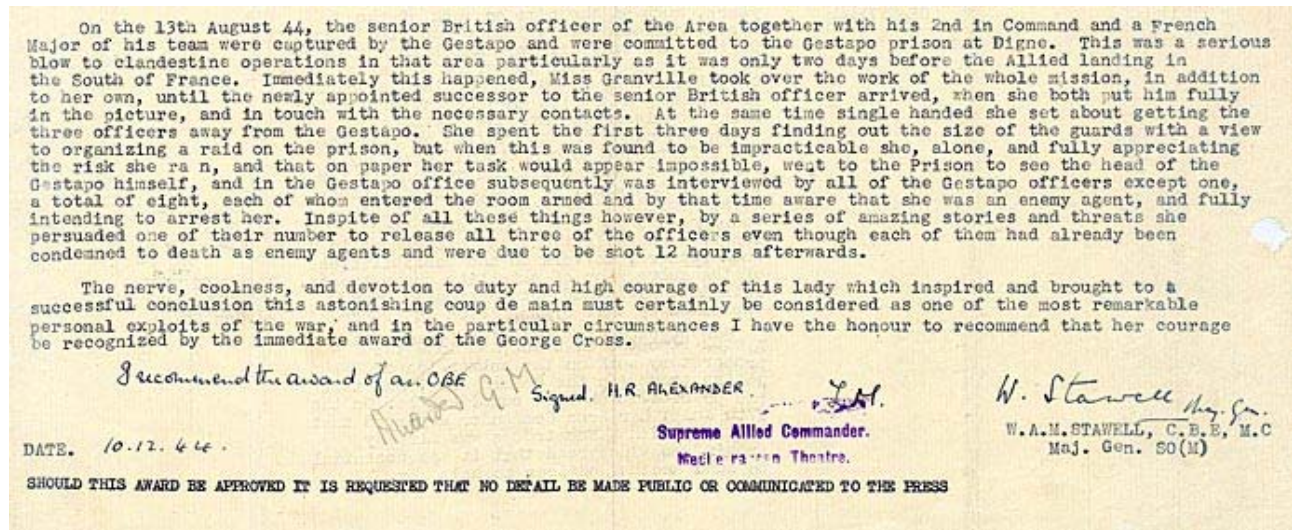 On the 13th August 44, the senior British officer of the Area together with his 2nd in Command and a French
Major of his team were captured by the Gestapo and were committed to the Gestapo prison at Digne. This was a serious
blow to clandestine operations in that area particularly as it was only two days before the Allied landing in
the South of France. Immediately this happened, Miss Granville took over the work of the whole mission, in addition
to her own, until the newly appointed successor to the senior British officer arrived, when she both put him fully
in the picture, and in touch with the necessary contacts. At the same time single handed she set about getting the
three officers away from the Gestapo. She spent the first three days finding out the size of the guards with a view
to organizing a raid on the prison, but when this was found to be impracticable she, alone, and fully appreciating
the risk she ra n, and that on paper her task would appear impossible, went to the Prison to see the head of the
Gestapo himself, and in the Gestapo office subsequently was interviewed by all of the Gestapo officers except one,
a total of eight, each of whom entered the room armed and by that time aware that she was an enemy agent, and fully
intending to arrest her. Inspite of all these things however, by a series of amazing stories and threats she
persuaded one of their number to release all three of the officers even though each of them had already been
condemned to death as enemy agents and were due to be shot 12 hours afterwards.
The nerve, coolness, and devotion to duty and high courage of this lady which inspired and brought to a
successful conclusion this astonishing coup de main must certainly be considered as one of the most remarkable
personal exploits of the war, and in the particular circumstances I have the honour to recommend that her courage
be recognized by the immediate award of the George Cross.
I recommend the award of an OBE
Awarded G.M
Signed. H.R. ALEXANDER.
Supreme Allied Commander.
Mediterranean Theatre.
W. Stawell Maj. Gen.
W.A.M. STAWELL, C.B.E, M.C
Maj. Gen. SO(M)
DATE. 10.12.44.
SHOULD THIS AWARD BE APPROVED IT IS REQUESTED THAT NO DETAIL BE MADE PUBLIC OR COMMUNICATED TO THE PRESS